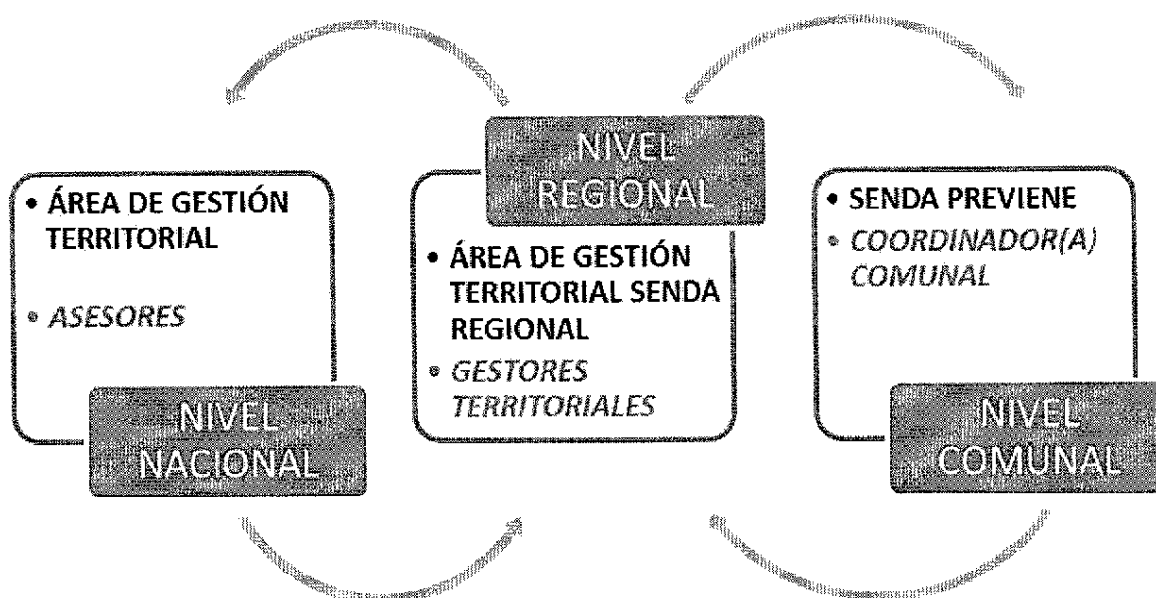 • ÁREA DE GESTIÓN
TERRITORIAL
• ASESORES
NIVEL
NACIONAL
NIVEL
REGIONAL
• ÁREA DE GESTIÓN
TERRITORIAL SENDA
REGIONAL
• GESTORES
TERRITORIALES
• SENDA PREVIENE
• COORDINADOR(A)
COMUNAL
NIVEL
COMUNAL